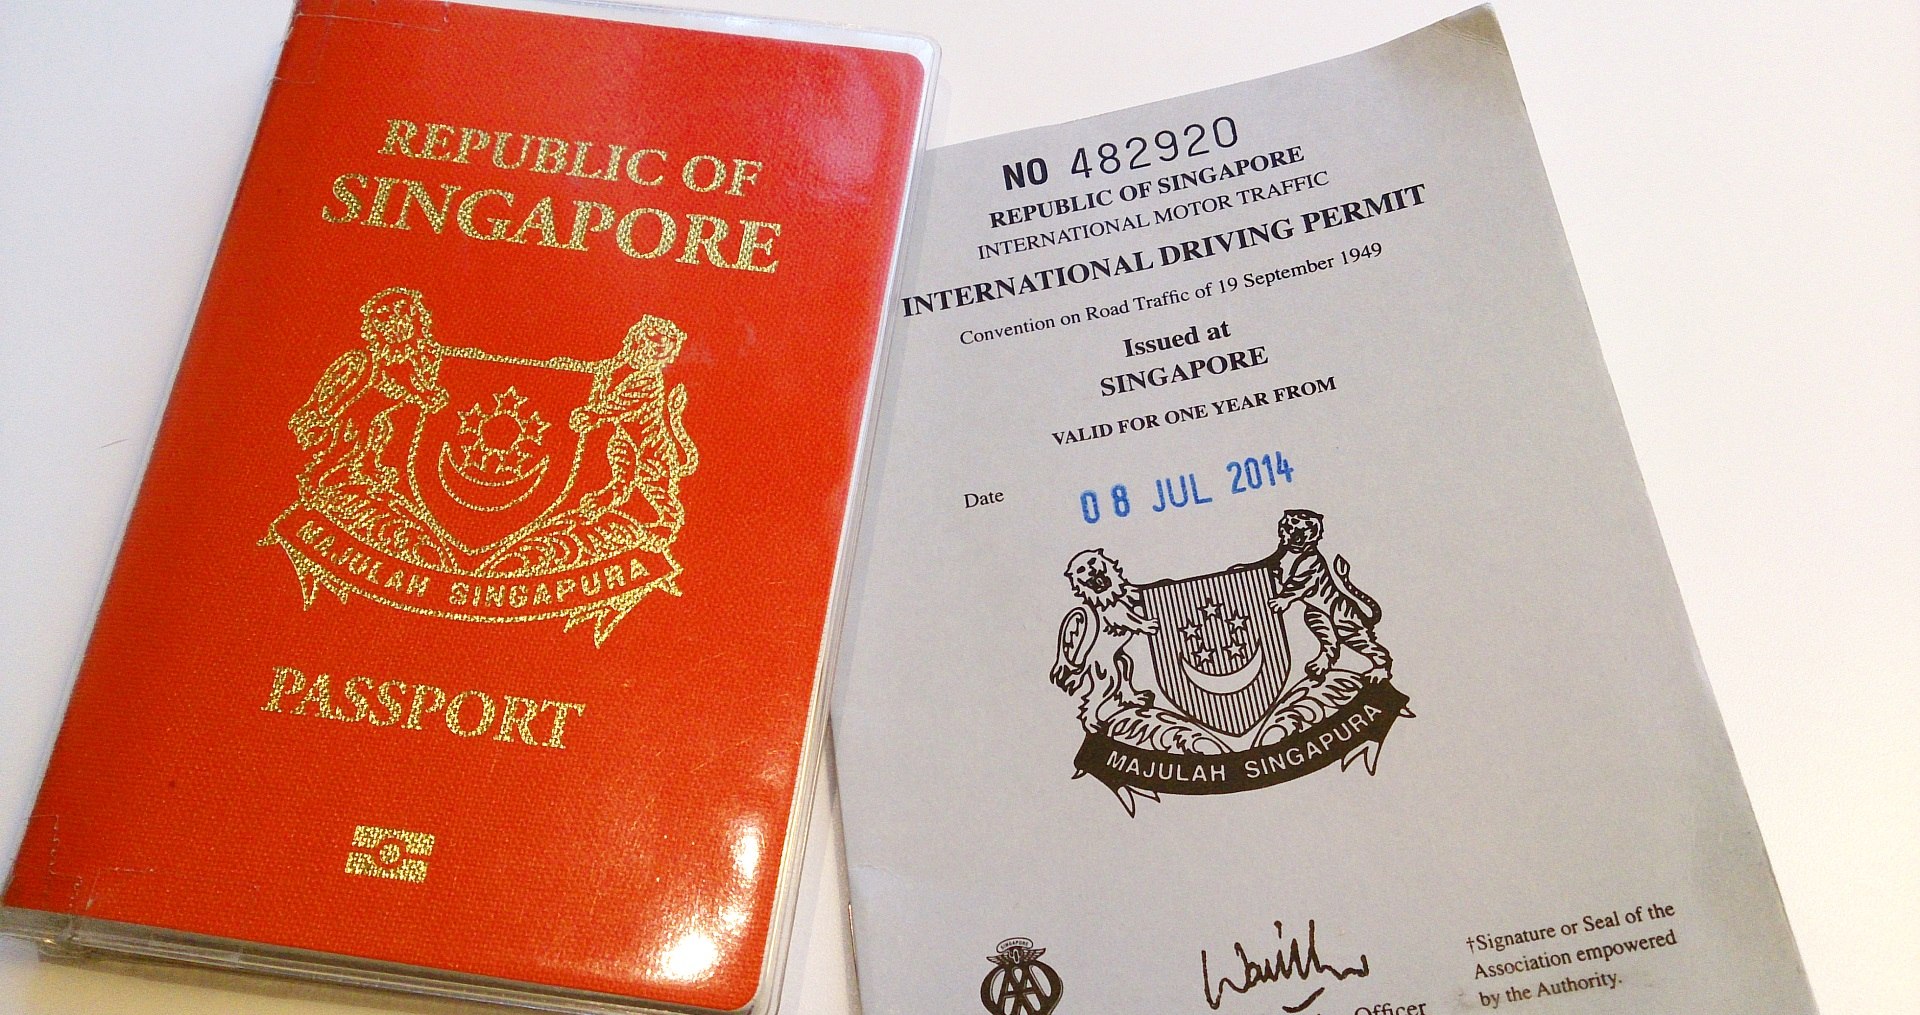 REPUBLIC OF
SINGAPORE
MAJULAH SINGAPURA
PASSPORT
NO 482920
REPUBLIC OF SINGAPORE
INTERNATIONAL MOTOR TRAFFIC
INTERNATIONAL DRIVING PERMIT
Convention on Road Traffic of 19 September 1949
Issued at
SINGAPORE
VALID FOR ONE YEAR FROM
Date 08 JUL 2014
MAJULAH SINGAPURA
SINGAPORE
AA
Officer
†Signature or Seal of the
Association empowered
by the Authority.